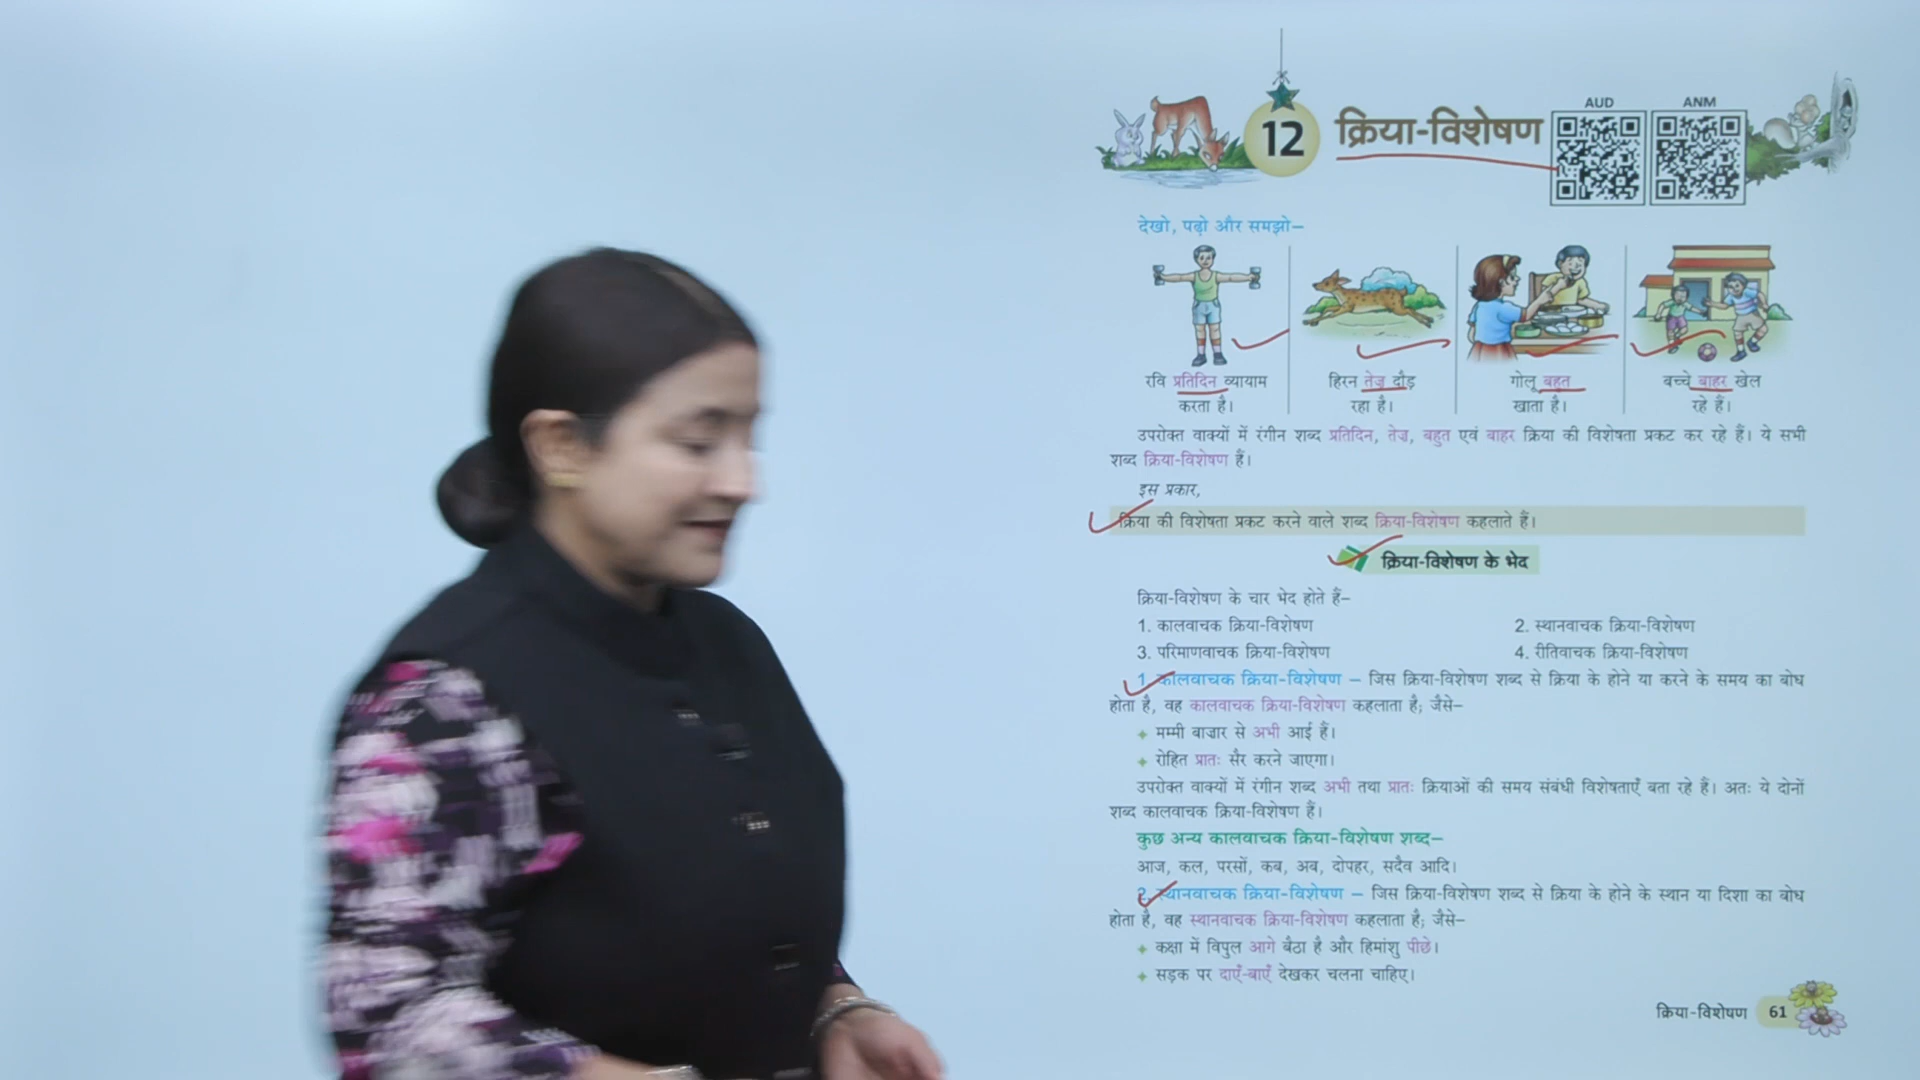 12 क्रिया-विशेषण
AUD ANM
देखो, पढ़ो और समझो–
रवि प्रतिदिन व्यायाम
करता है।
हिरन तेज़ दौड़
रहा है।
गोलू बहुत
खाता है।
बच्चे बाहर खेल
रहे हैं।
उपरोक्त वाक्यों में रंगीन शब्द प्रतिदिन, तेज़, बहुत एवं बाहर क्रिया की विशेषता प्रकट कर रहे हैं। ये सभी
शब्द क्रिया-विशेषण हैं।
इस प्रकार,
क्रिया की विशेषता प्रकट करने वाले शब्द क्रिया-विशेषण कहलाते हैं।
क्रिया-विशेषण के भेद
क्रिया-विशेषण के चार भेद होते हैं–
1. कालवाचक क्रिया-विशेषण 2. स्थानवाचक क्रिया-विशेषण
3. परिमाणवाचक क्रिया-विशेषण 4. रीतिवाचक क्रिया-विशेषण
1. कालवाचक क्रिया-विशेषण – जिस क्रिया-विशेषण शब्द से क्रिया के होने या करने के समय का बोध
होता है, वह कालवाचक क्रिया-विशेषण कहलाता है; जैसे–
मम्मी बाज़ार से अभी आई हैं।
रोहित प्रातः सैर करने जाएगा।
उपरोक्त वाक्यों में रंगीन शब्द अभी तथा प्रातः क्रियाओं की समय संबंधी विशेषताएँ बता रहे हैं। अतः ये दोनों
शब्द कालवाचक क्रिया-विशेषण हैं।
कुछ अन्य कालवाचक क्रिया-विशेषण शब्द–
आज, कल, परसों, कब, अब, दोपहर, सदैव आदि।
2. स्थानवाचक क्रिया-विशेषण – जिस क्रिया-विशेषण शब्द से क्रिया के होने के स्थान या दिशा का बोध
होता है, वह स्थानवाचक क्रिया-विशेषण कहलाता है; जैसे–
कक्षा में विपुल आगे बैठा है और हिमांशु पीछे।
सड़क पर दाएँ-बाएँ देखकर चलना चाहिए।
क्रिया-विशेषण 61